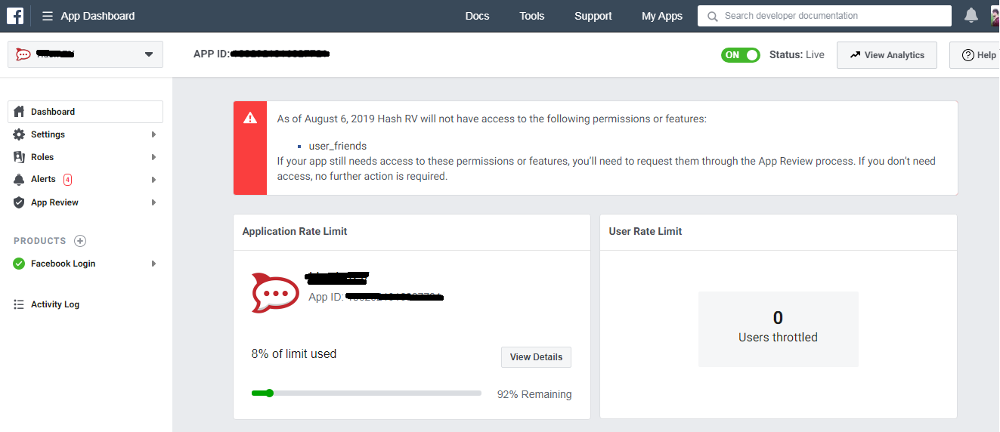 App Dashboard
Docs
Tools
Support
My Apps
Search developer documentation
APP ID:
ON
Status: Live
View Analytics
Help
Dashboard
Settings
Roles
Alerts 4
App Review
PRODUCTS
Facebook Login
Activity Log
As of August 6, 2019 Hash RV will not have access to the following permissions or features:
user_friends
If your app still needs access to these permissions or features, you'll need to request them through the App Review process. If you don't need
access, no further action is required.
Application Rate Limit
App ID:
8% of limit used
View Details
92% Remaining
User Rate Limit
0
Users throttled